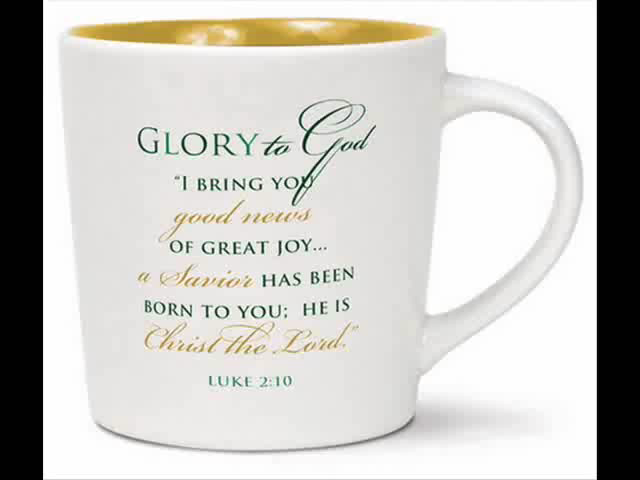 GLORY to God
"I BRING YOU
good news
OF GREAT JOY...
a Savior HAS BEEN
BORN TO YOU; HE IS
Christ the Lord."
LUKE 2:10